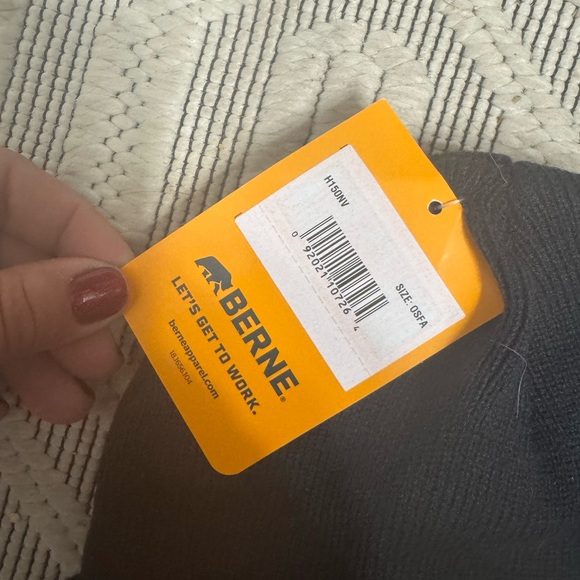 H150NV
0 92021 10726 4
SIZE: OSFA
BERNE®
LET'S GET TO WORK.
berneapparel.com